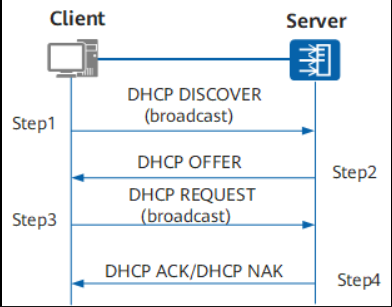 Client
Server
DHCP DISCOVER
(broadcast)
Step1
DHCP OFFER
Step2
DHCP REQUEST
(broadcast)
Step3
DHCP ACK/DHCP NAK
Step4